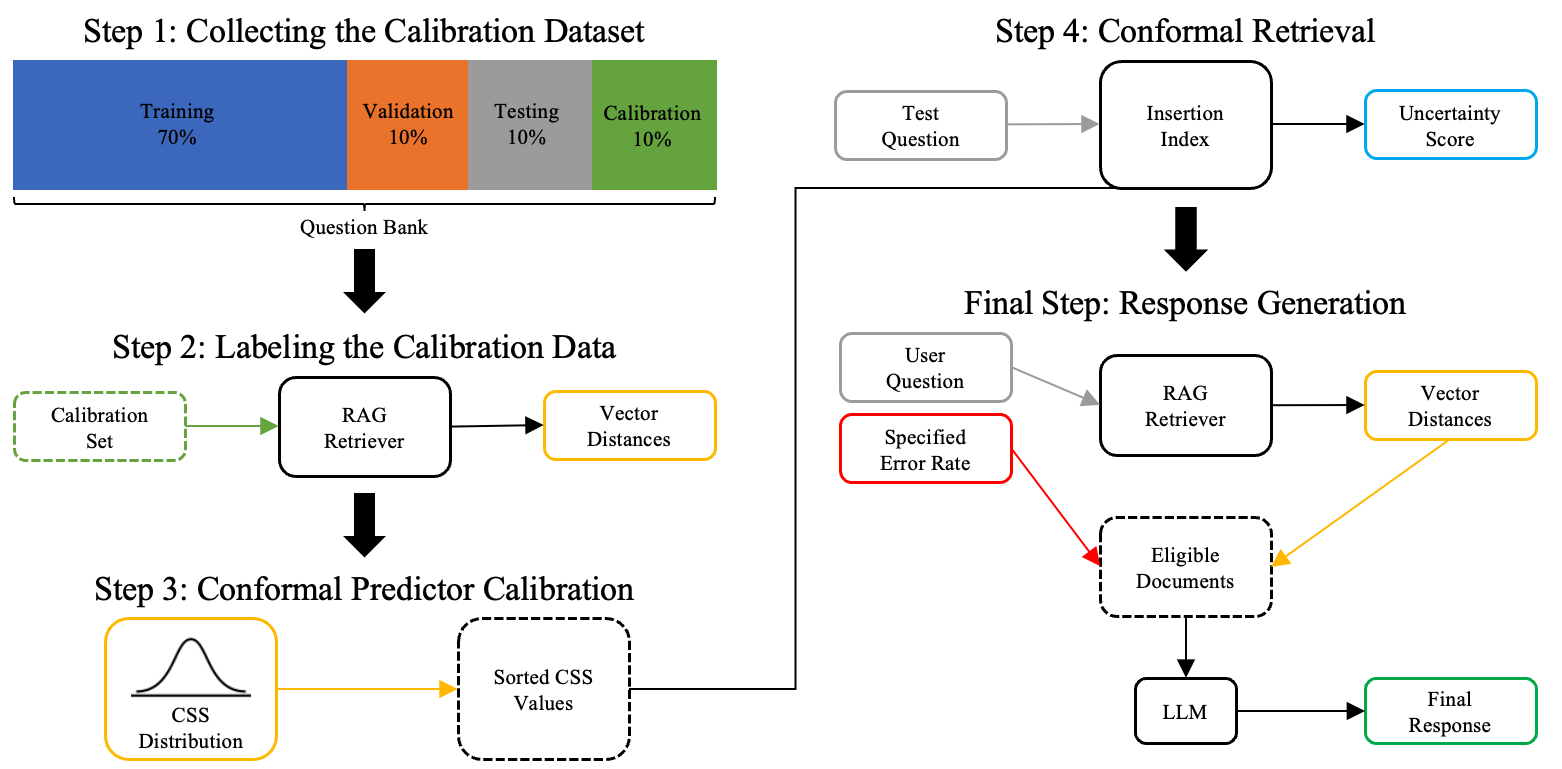 Step 1: Collecting the Calibration Dataset
Training
70%
Validation
10%
Testing
10%
Calibration
10%
Question Bank
Step 2: Labeling the Calibration Data
Calibration
Set
RAG
Retriever
Vector
Distances
Step 3: Conformal Predictor Calibration
CSS
Distribution
Sorted CSS
Values
Step 4: Conformal Retrieval
Test
Question
Insertion
Index
Uncertainty
Score
Final Step: Response Generation
User
Question
Specified
Error Rate
RAG
Retriever
Vector
Distances
Eligible
Documents
LLM
Final
Response